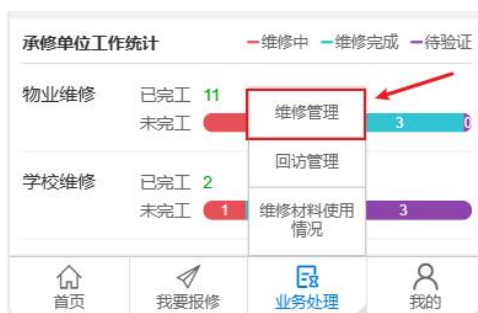 承修单位工作统计 维修中 维修完成 待验证
物业维修 已完工 11
未完工 3 0
维修管理
回访管理
学校维修 已完工 2
未完工 1 3
维修材料使用
情况
首页 我要报修 业务处理 我的